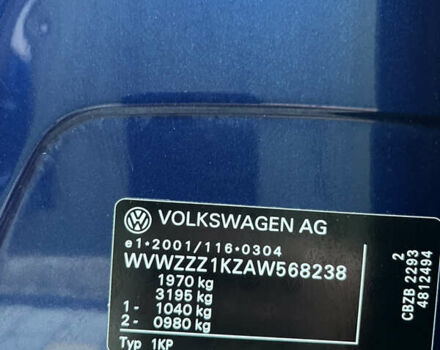 VOLKSWAGEN AG
e1*2001/116*0304
WVWZZZ1KZAW568238
1970 kg
3195 kg
1- 1040 kg
2- 0980 kg
Typ 1KP
CBZB 2293 2
4812494